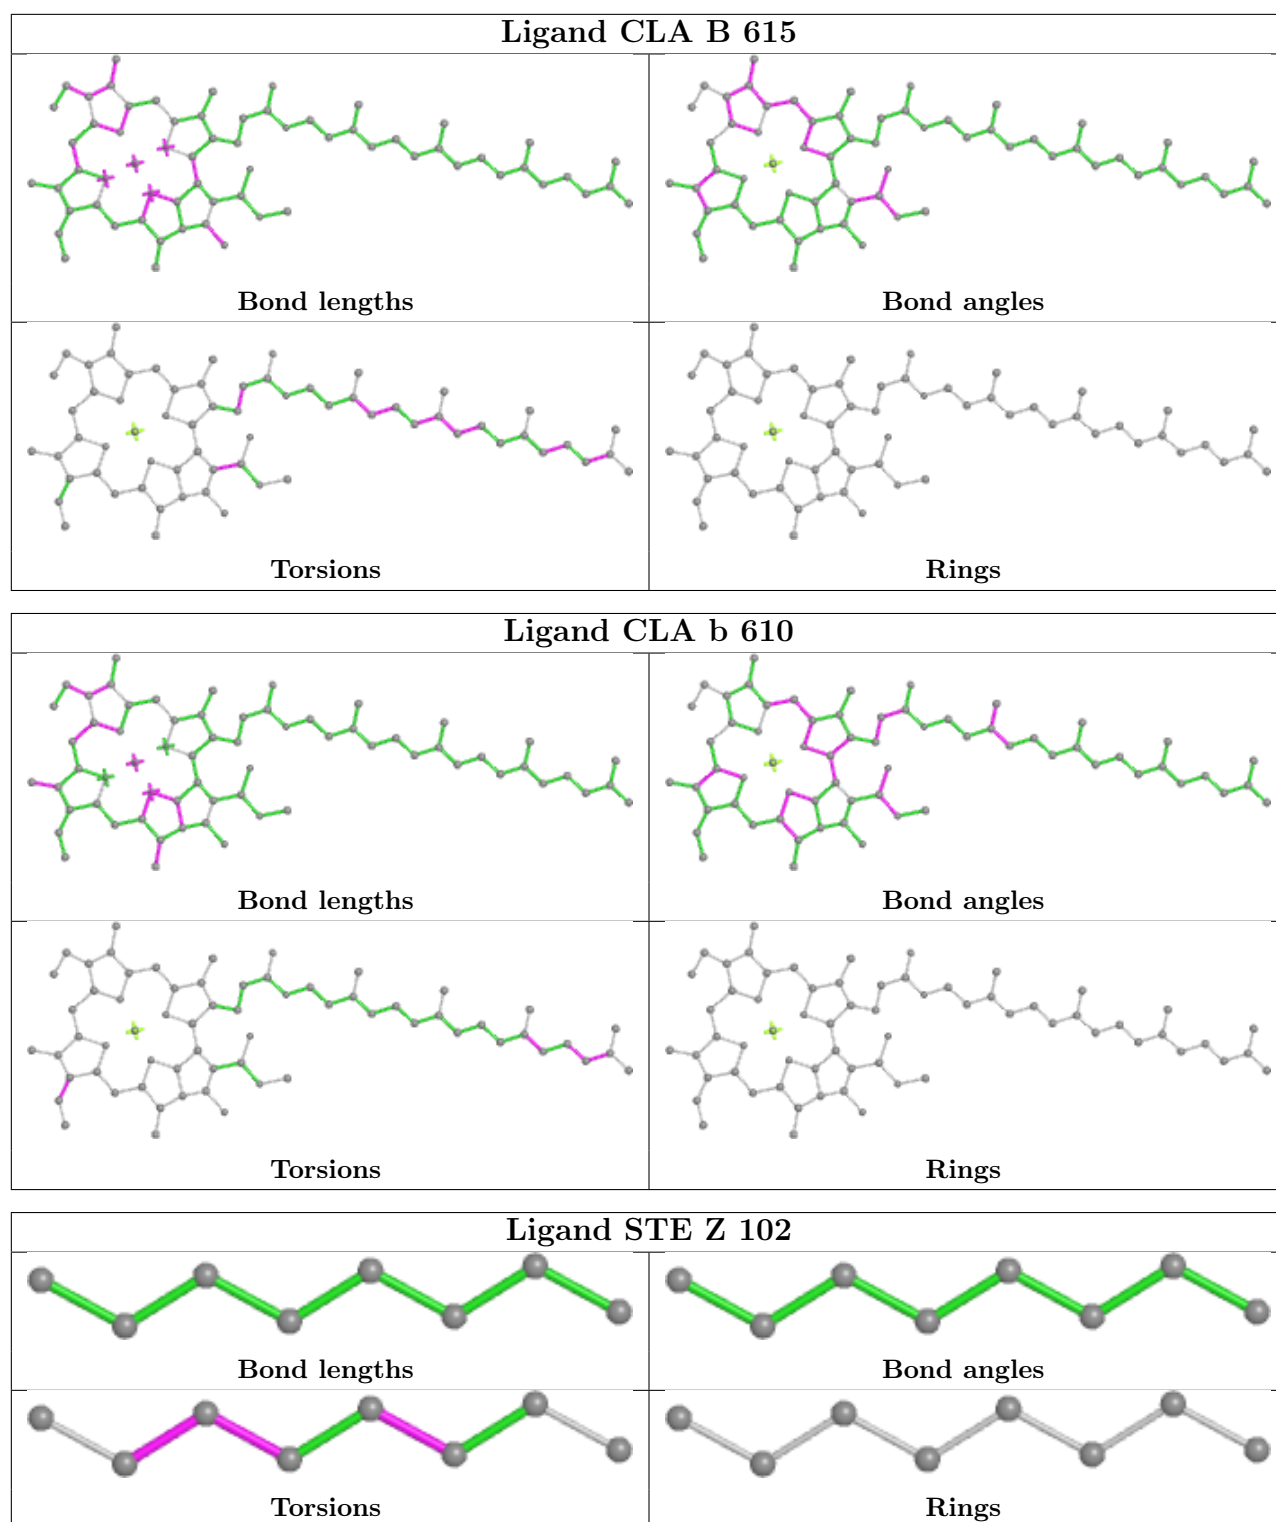 Ligand CLA B 615
Bond lengths
Bond angles
Torsions
Rings
Ligand CLA b 610
Bond lengths
Bond angles
Torsions
Rings
Ligand STE Z 102
Bond lengths
Bond angles
Torsions
Rings